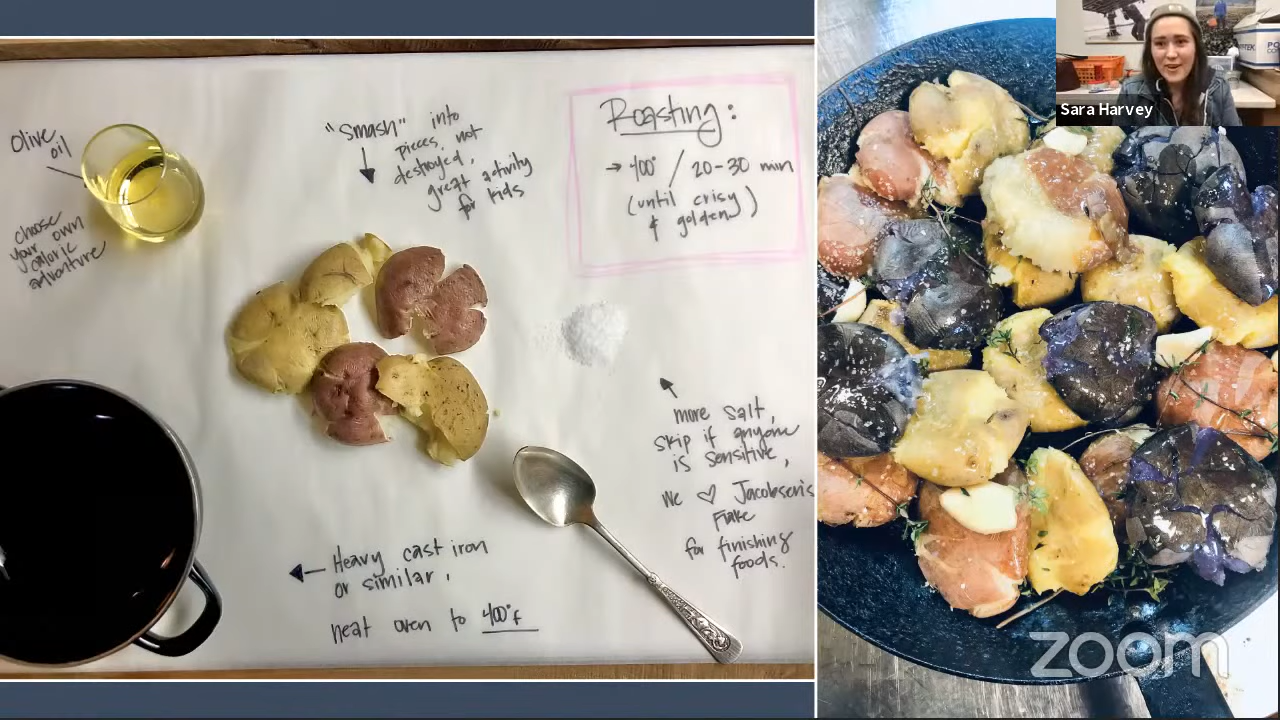 Olive
oil
choose
your own
caloric
adventure
"Smash" into
pieces, not
destroyed,
great activity
for kids
Roasting:
→ 400° / 20-30 min
(until crisy
& golden)
more salt,
skip if anyone
is sensitive,
We ♡ Jacobsen's
Flake
for finishing
foods.
Heavy cast iron
or similar,
heat oven to 400°F
Sara Harvey
zoom